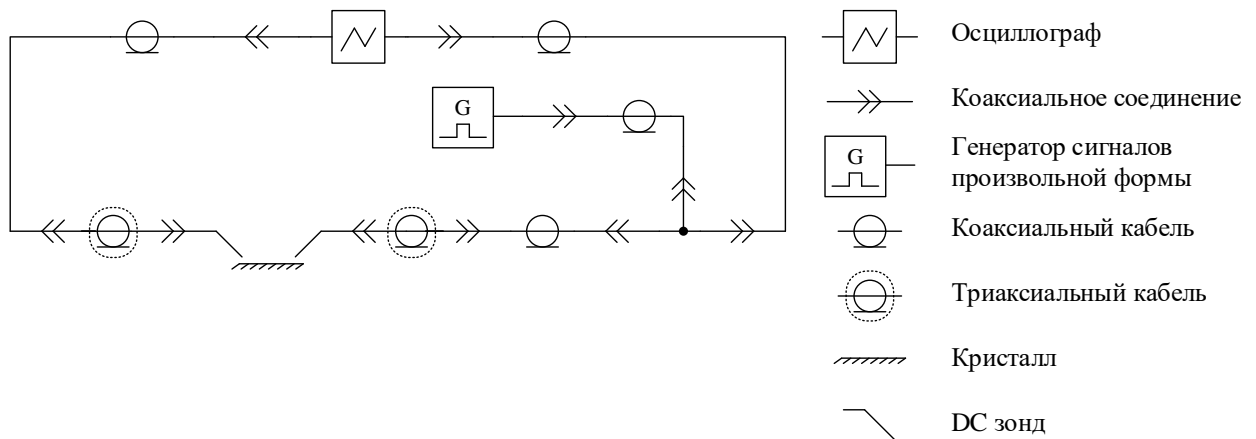 Осциллограф
Коаксиальное соединение
G
G
Генератор сигналов
произвольной формы
Коаксиальный кабель
Триаксиальный кабель
Кристалл
DC зонд